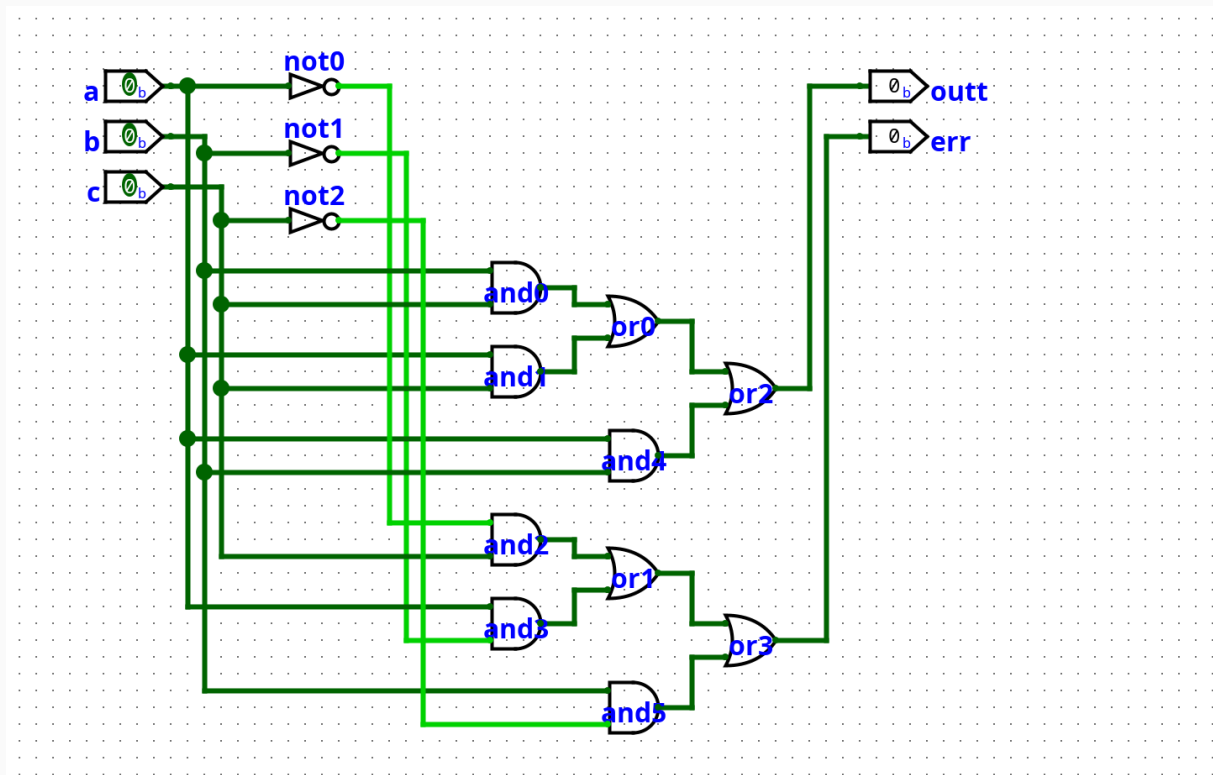 not0
a 0b
outt 0b
not1
b 0b
err 0b
not2
c 0b
and0
or0
and1
or2
and4
and2
or1
and3
or3
and5